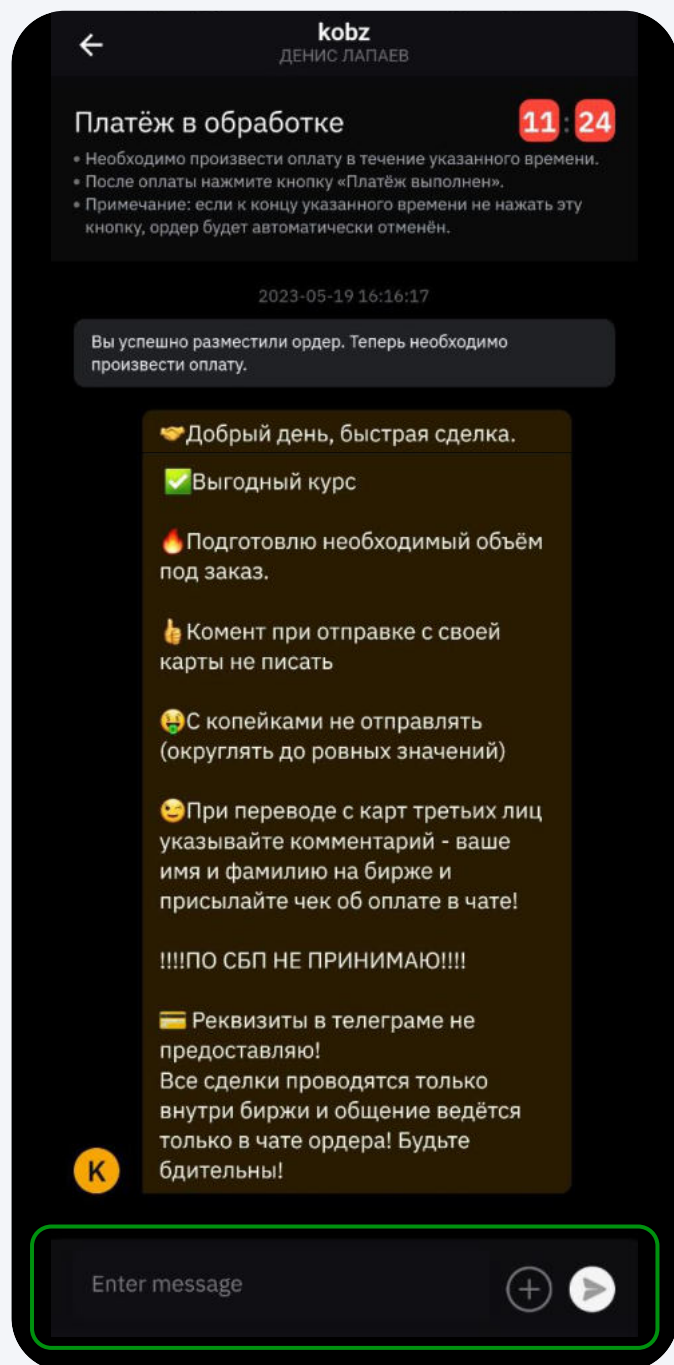 kobz
ДЕНИС ЛАПАЕВ
Платёж в обработке
11 : 24
• Необходимо произвести оплату в течение указанного времени.
• После оплаты нажмите кнопку «Платёж выполнен».
• Примечание: если к концу указанного времени не нажать эту
кнопку, ордер будет автоматически отменён.
2023-05-19 16:16:17
Вы успешно разместили ордер. Теперь необходимо
произвести оплату.
🤝Добрый день, быстрая сделка.
✅Выгодный курс
🔥Подготовлю необходимый объём
под заказ.
👍Комент при отправке с своей
карты не писать
🤑С копейками не отправлять
(округлять до ровных значений)
😉При переводе с карт третьих лиц
указывайте комментарий - ваше
имя и фамилию на бирже и
присылайте чек об оплате в чате!
!!!!ПО СБП НЕ ПРИНИМАЮ!!!!
💳 Реквизиты в телеграме не
предоставляю!
Все сделки проводятся только
внутри биржи и общение ведётся
только в чате ордера! Будьте
бдительны!
K
Enter message